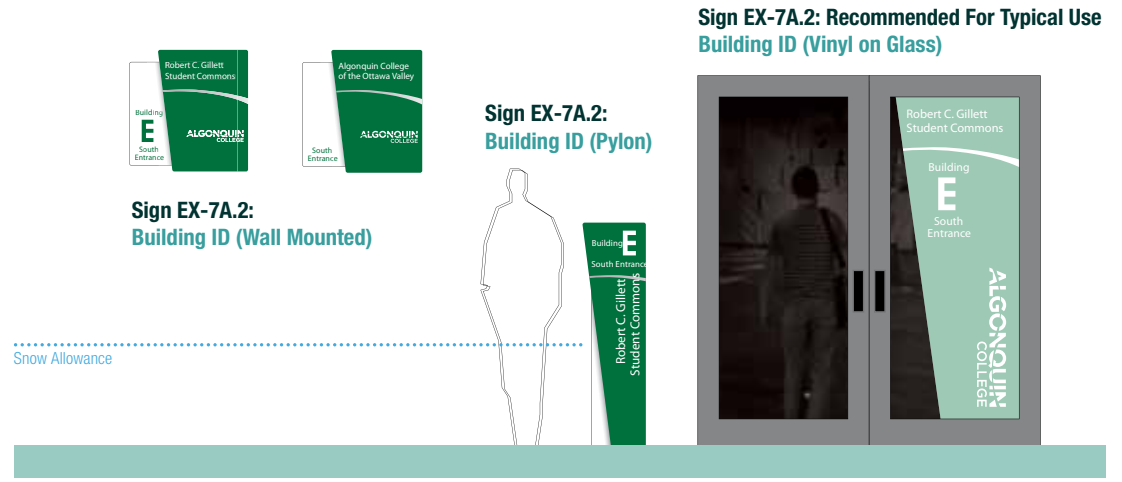 Sign EX-7A.2: Recommended For Typical Use
Building ID (Vinyl on Glass)
Robert C. Gillett
Student Commons
Building
E
South
Entrance
ALGONQUIN
COLLEGE
Algonquin College
of the Ottawa Valley
South
Entrance
ALGONQUIN
COLLEGE
Sign EX-7A.2:
Building ID (Wall Mounted)
Sign EX-7A.2:
Building ID (Pylon)
Building E
South Entrance
Robert C. Gillett
Student Commons
Snow Allowance
Robert C. Gillett
Student Commons
Building
E
South
Entrance
ALGONQUIN
COLLEGE